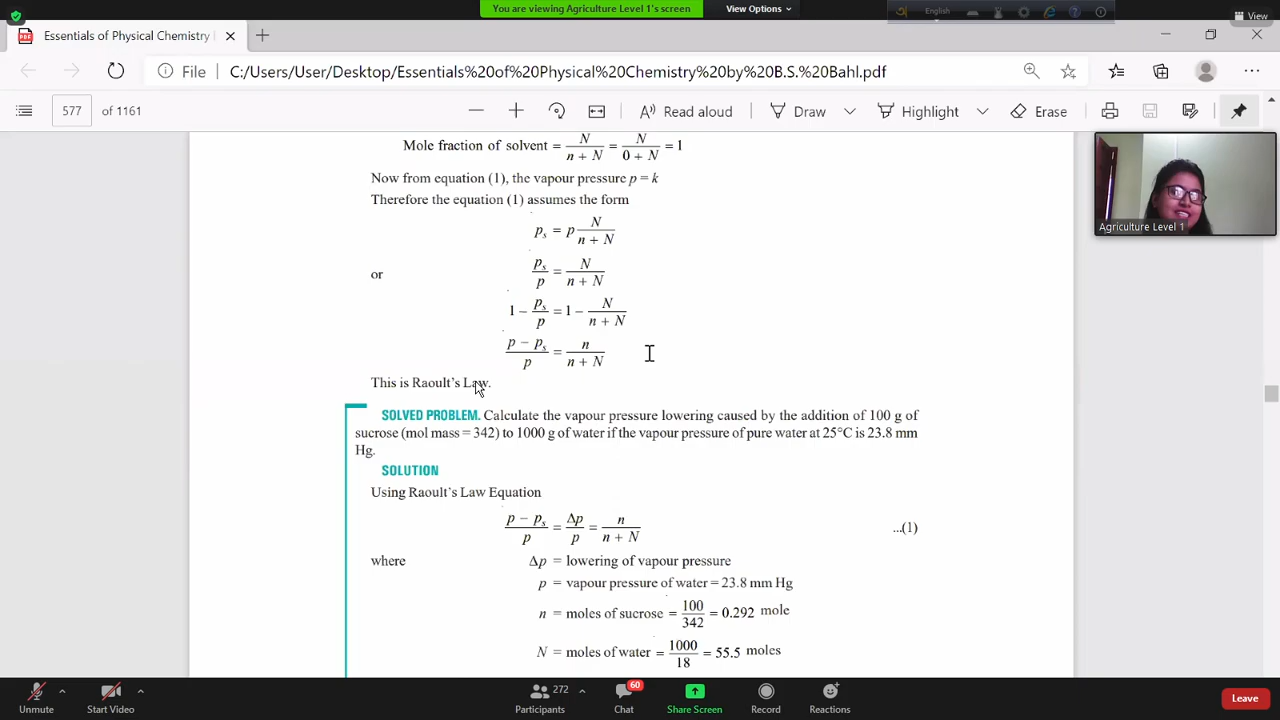 You are viewing Agriculture Level 1's screen
View Options
English
View
Essentials of Physical Chemistry
File
C:/Users/User/Desktop/Essentials%20of%20Physical%20Chemistry%20by%20B.S.%20Bahl.pdf
577 of 1161
Read aloud
Draw
Highlight
Erase
Mole fraction of solvent = N/(n + N) = N/(0 + N) = 1
Now from equation (1), the vapour pressure p = k
Therefore the equation (1) assumes the form
pₛ = p N/(n + N)
or pₛ/p = N/(n + N)
1 − pₛ/p = 1 − N/(n + N)
(p − pₛ)/p = n/(n + N)
This is Raoult's Law.
SOLVED PROBLEM. Calculate the vapour pressure lowering caused by the addition of 100 g of
sucrose (mol mass = 342) to 1000 g of water if the vapour pressure of pure water at 25°C is 23.8 mm
Hg.
SOLUTION
Using Raoult's Law Equation
(p − pₛ)/p = Δp/p = n/(n + N) ...(1)
where Δp = lowering of vapour pressure
p = vapour pressure of water = 23.8 mm Hg
n = moles of sucrose = 100/342 = 0.292 mole
N = moles of water = 1000/18 = 55.5 moles
Agriculture Level 1
Unmute
Start Video
272
Participants
60
Chat
Share Screen
Record
Reactions
Leave